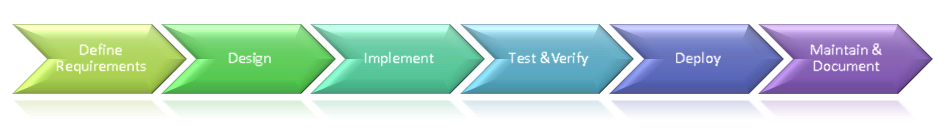 Define
Requirements
Design
Implement
Test &Verify
Deploy
Maintain &
Document